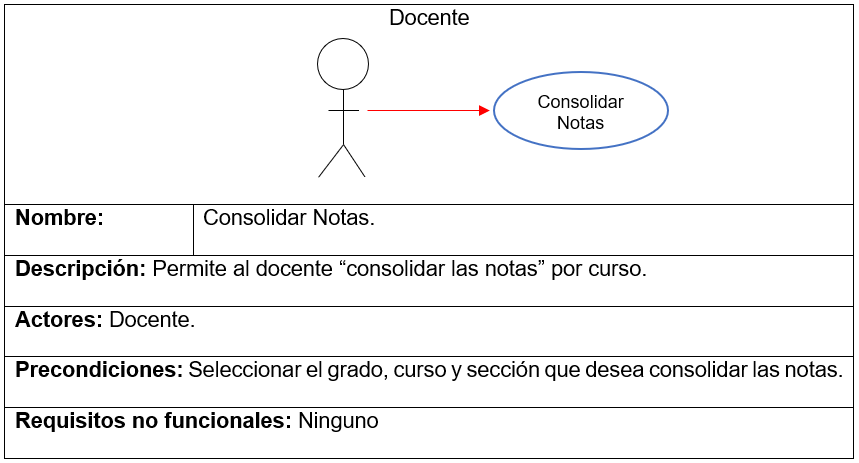 Docente
Consolidar
Notas
Nombre: Consolidar Notas.
Descripción: Permite al docente “consolidar las notas” por curso.
Actores: Docente.
Precondiciones: Seleccionar el grado, curso y sección que desea consolidar las notas.
Requisitos no funcionales: Ninguno